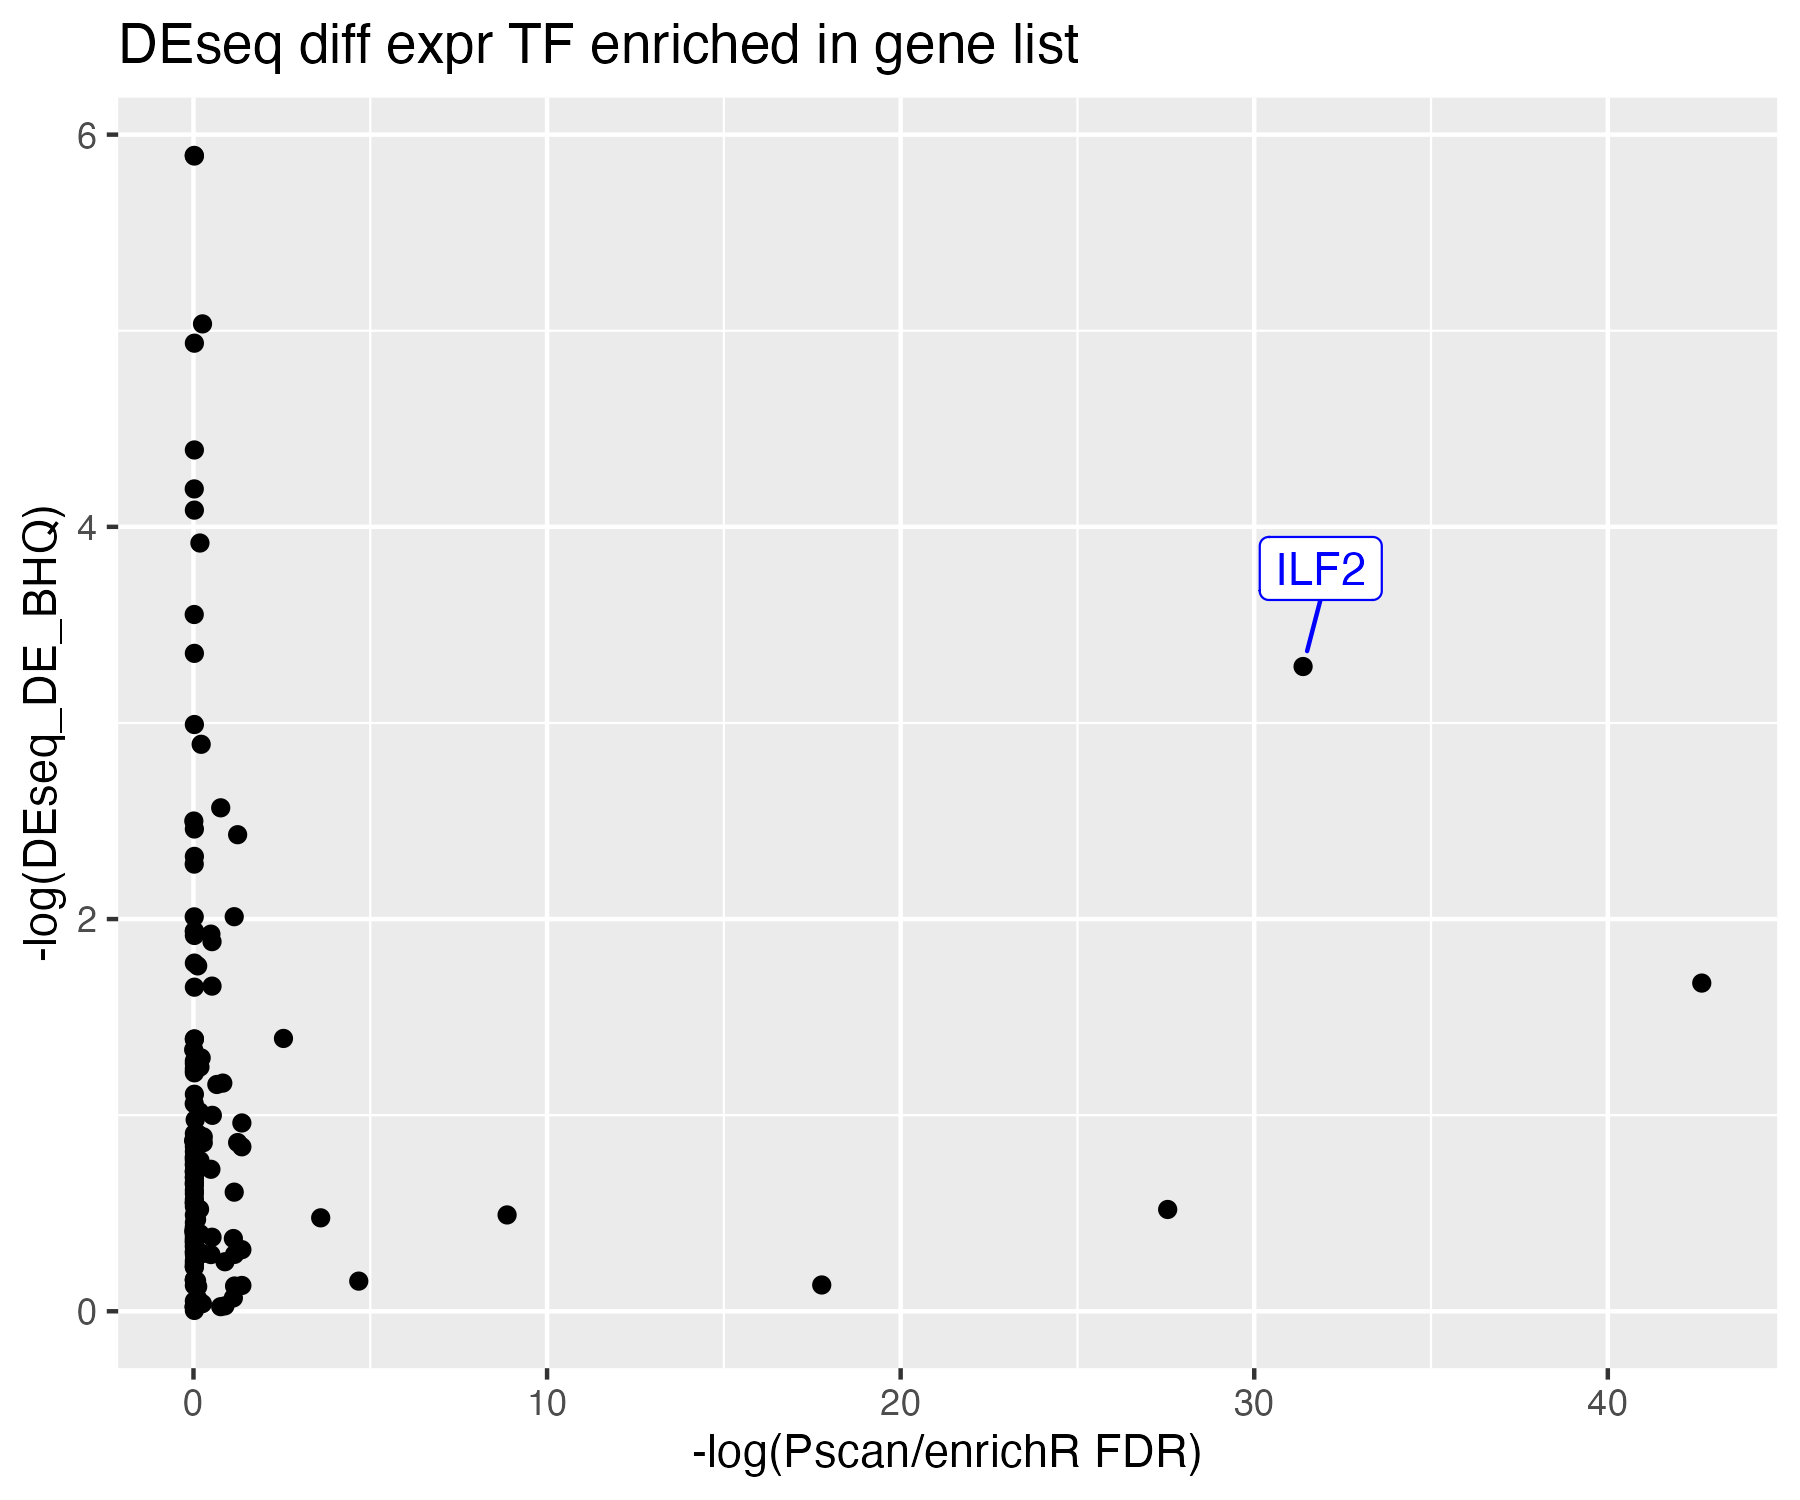 DEseq diff expr TF enriched in gene list
6
4
2
0
-log(DEseq_DE_BHQ)
ILF2
0
10
20
30
40
-log(Pscan/enrichR FDR)